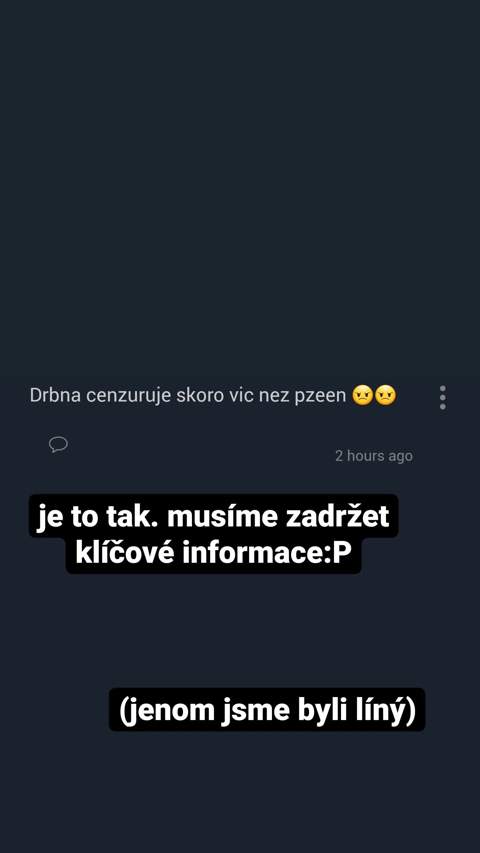 Drbna cenzuruje skoro vic nez pzeen 😠😠
2 hours ago
je to tak. musíme zadržet
klíčové informace:P
(jenom jsme byli líný)